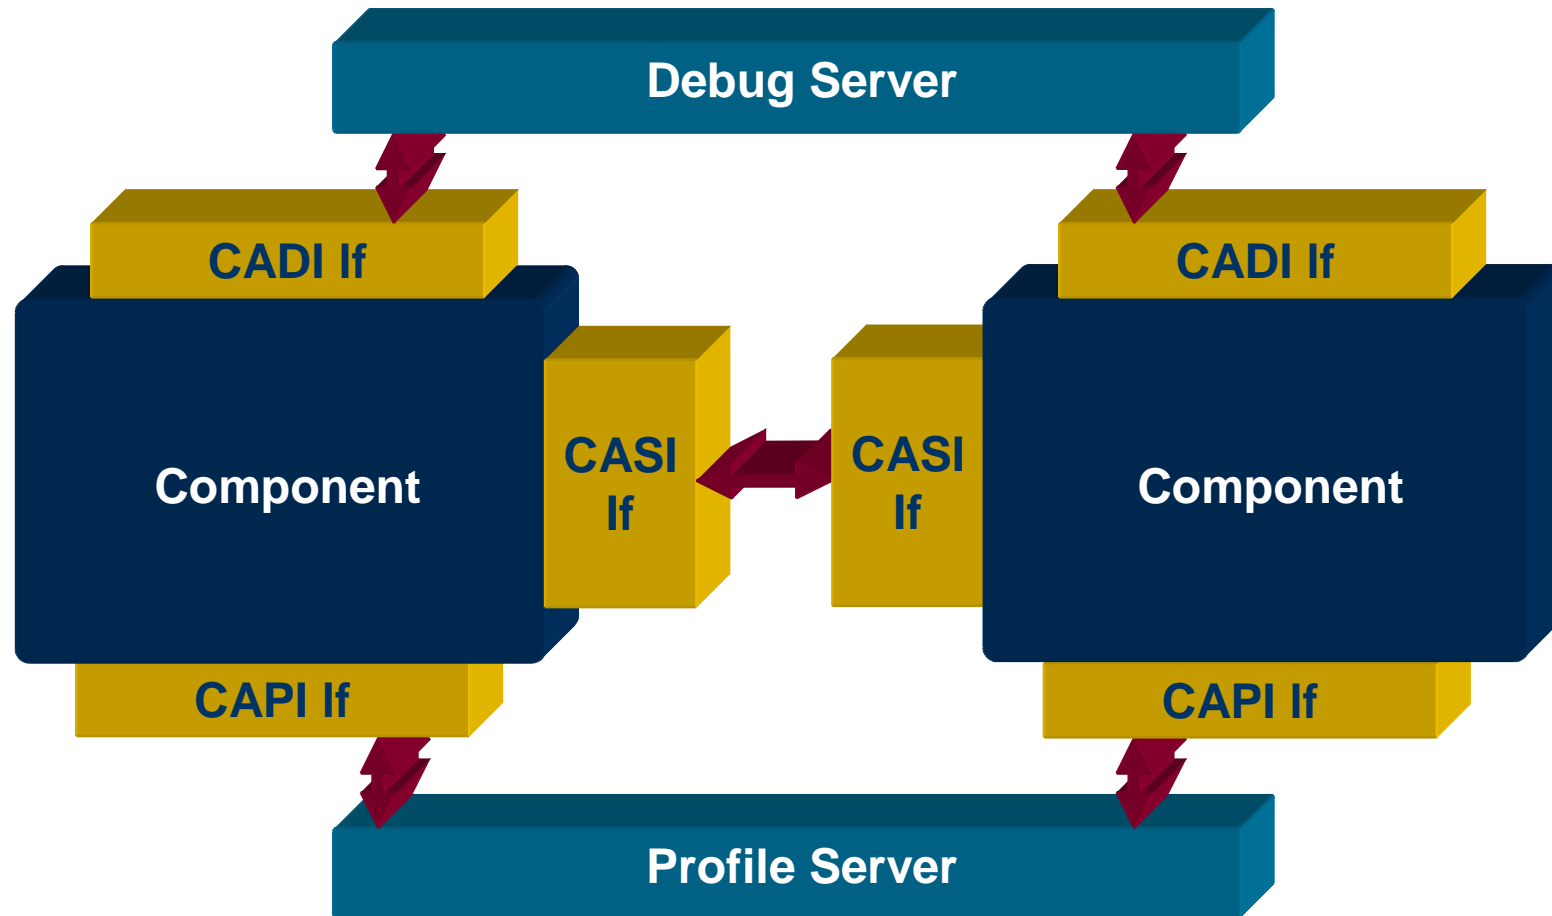 Debug Server
CADI If
CADI If
Component
CASI
If
CASI
If
Component
CAPI If
CAPI If
Profile Server